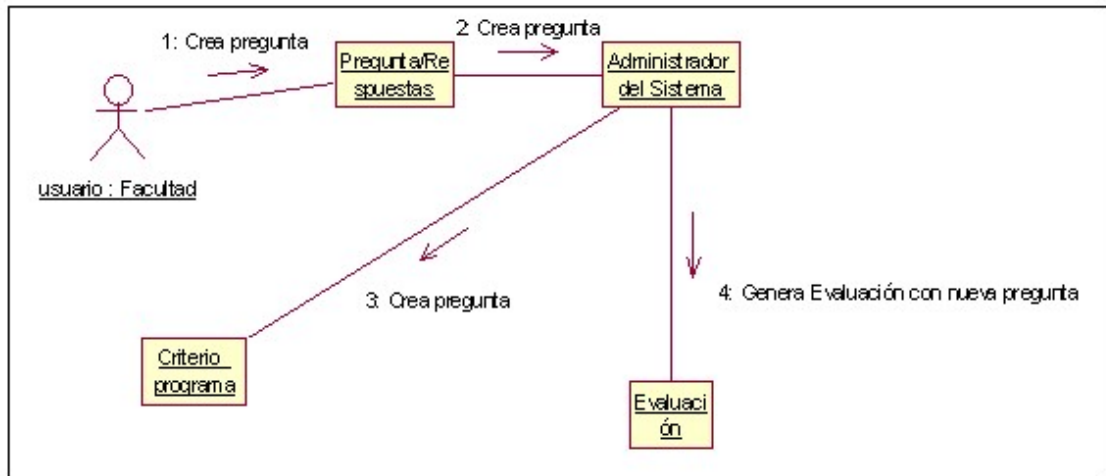 1: Crea pregunta
2: Crea pregunta
Pregunta/Re
spuestas
Administrador
del Sistema
usuario : Facultad
3: Crea pregunta
4: Genera Evaluación con nueva pregunta
Criterio
programa
Evaluaci
ón